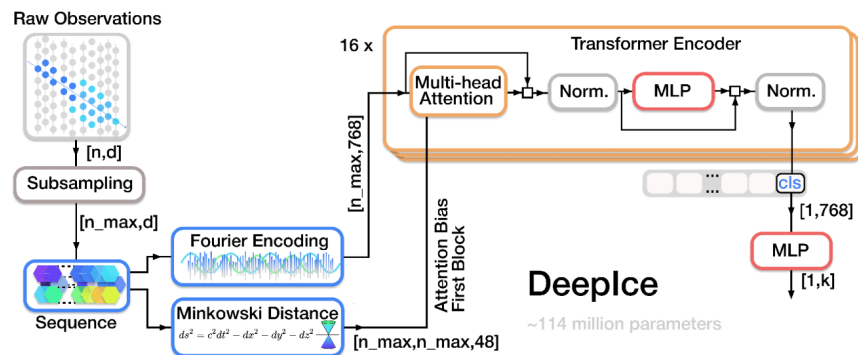 Raw Observations
[n,d]
Subsampling
[n_max,d]
Sequence
Fourier Encoding
Minkowski Distance
ds² = c²dt² − dx² − dy² − dz²
[n_max,768]
[n_max,n_max,48]
Attention Bias
First Block
16 x
Transformer Encoder
Multi-head
Attention
Norm.
MLP
Norm.
...
...
cls
[1,768]
MLP
[1,k]
DeepIce
~114 million parameters